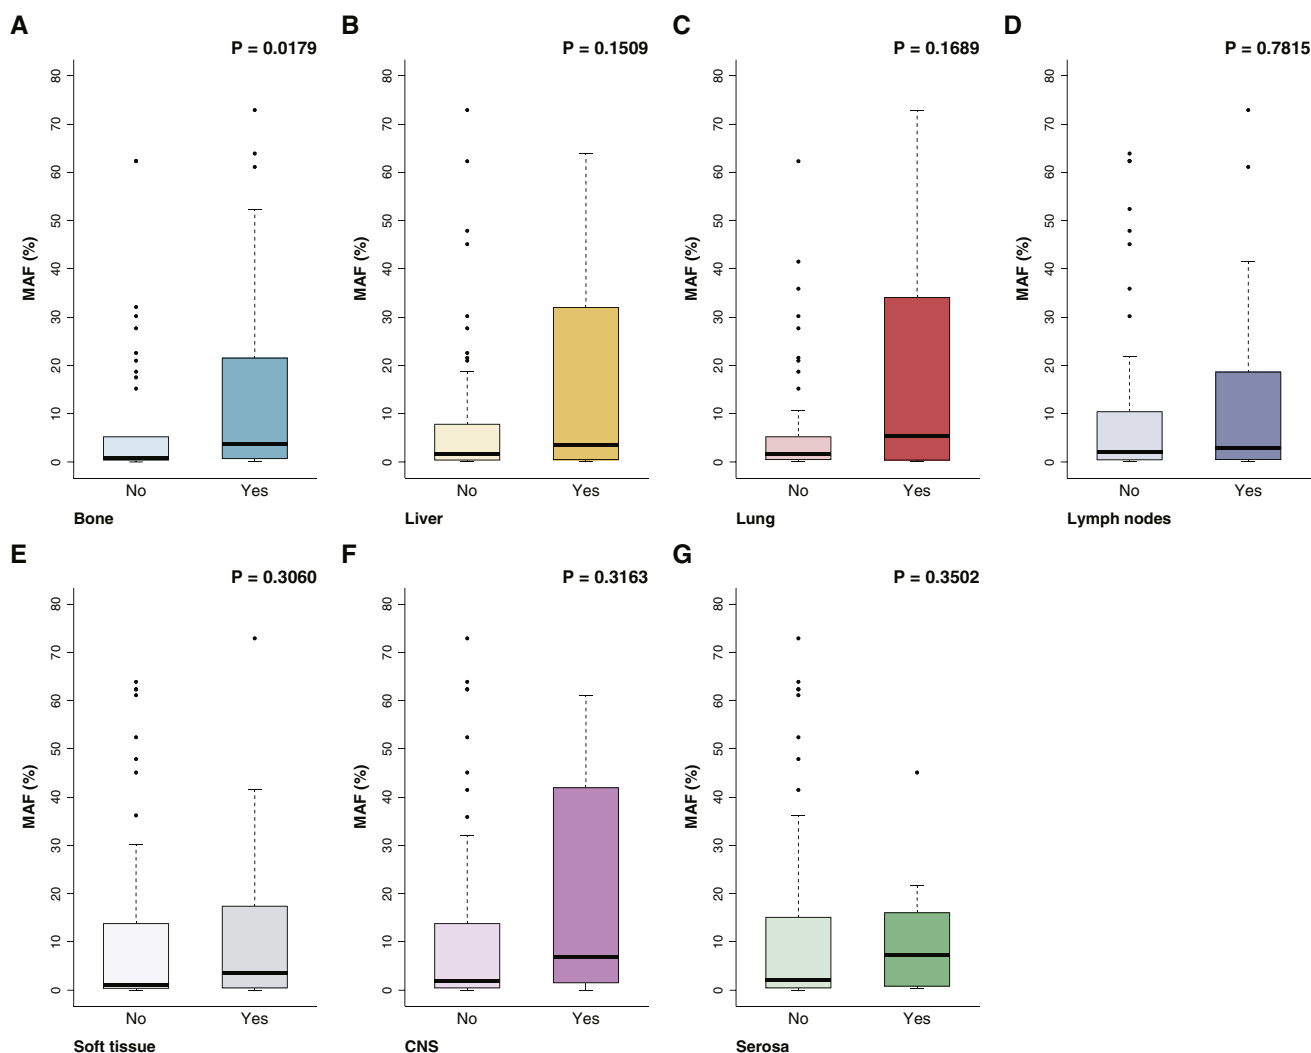 A
P = 0.0179
MAF (%)
80
70
60
50
40
30
20
10
0
No Yes
Bone
B
P = 0.1509
MAF (%)
80
70
60
50
40
30
20
10
0
No Yes
Liver
C
P = 0.1689
MAF (%)
80
70
60
50
40
30
20
10
0
No Yes
Lung
D
P = 0.7815
MAF (%)
80
70
60
50
40
30
20
10
0
No Yes
Lymph nodes
E
P = 0.3060
MAF (%)
80
70
60
50
40
30
20
10
0
No Yes
Soft tissue
F
P = 0.3163
MAF (%)
80
70
60
50
40
30
20
10
0
No Yes
CNS
G
P = 0.3502
MAF (%)
80
70
60
50
40
30
20
10
0
No Yes
Serosa